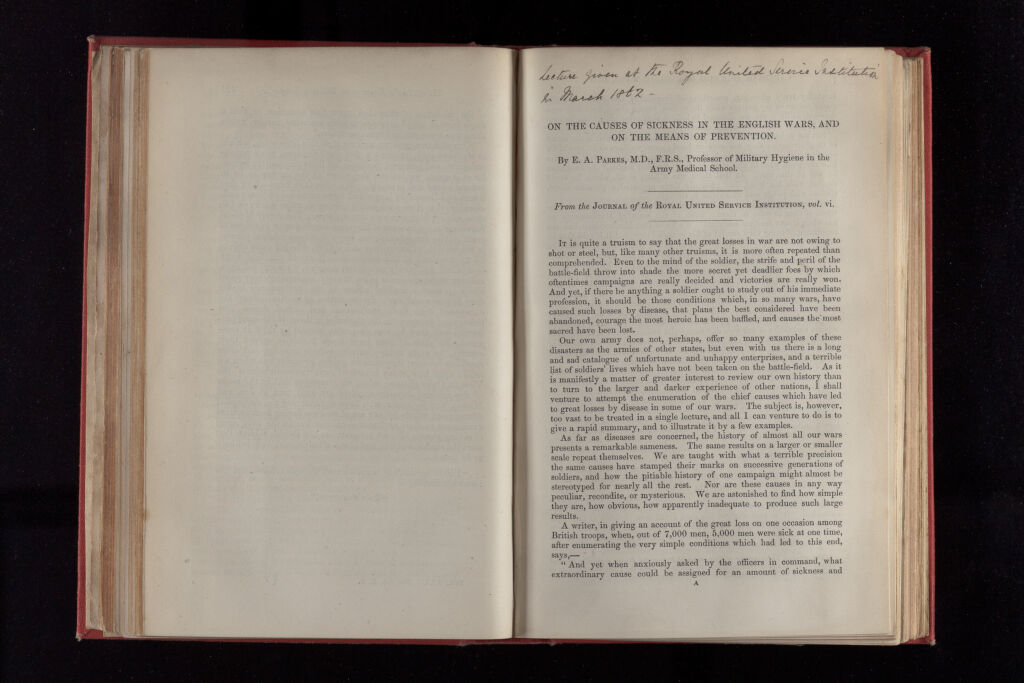 Lecture given at the Royal United Service Institution
in March 1862 –
ON THE CAUSES OF SICKNESS IN THE ENGLISH WARS, AND
ON THE MEANS OF PREVENTION.
By E. A. PARKES, M.D., F.R.S., Professor of Military Hygiene in the
Army Medical School.
From the JOURNAL of the ROYAL UNITED SERVICE INSTITUTION, vol. vi.
IT is quite a truism to say that the great losses in war are not owing to
shot or steel, but, like many other truisms, it is more often repeated than
comprehended. Even to the mind of the soldier, the strife and peril of the
battle-field throw into shade the more secret yet deadlier foes by which
oftentimes campaigns are really decided and victories are really won.
And yet, if there be anything a soldier ought to study out of his immediate
profession, it should be those conditions which, in so many wars, have
caused such losses by disease, that plans the best considered have been
abandoned, courage the most heroic has been baffled, and causes the most
sacred have been lost.
Our own army does not, perhaps, offer so many examples of these
disasters as the armies of other states, but even with us there is a long
and sad catalogue of unfortunate and unhappy enterprises, and a terrible
list of soldiers' lives which have not been taken on the battle-field. As it
is manifestly a matter of greater interest to review our own history than
to turn to the larger and darker experience of other nations, I shall
venture to attempt the enumeration of the chief causes which have led
to great losses by disease in some of our wars. The subject is, however,
too vast to be treated in a single lecture, and all I can venture to do is to
give a rapid summary, and to illustrate it by a few examples.
As far as diseases are concerned, the history of almost all our wars
presents a remarkable sameness. The same results on a larger or smaller
scale repeat themselves. We are taught with what a terrible precision
the same causes have stamped their marks on successive generations of
soldiers, and how the pitiable history of one campaign might almost be
stereotyped for nearly all the rest. Nor are these causes in any way
peculiar, recondite, or mysterious. We are astonished to find how simple
they are, how obvious, how apparently inadequate to produce such large
results.
A writer, in giving an account of the great loss on one occasion among
British troops, when, out of 7,000 men, 5,000 men were sick at one time,
after enumerating the very simple conditions which had led to this end,
says,—
"And yet when anxiously asked by the officers in command, what
extraordinary cause could be assigned for an amount of sickness and
A